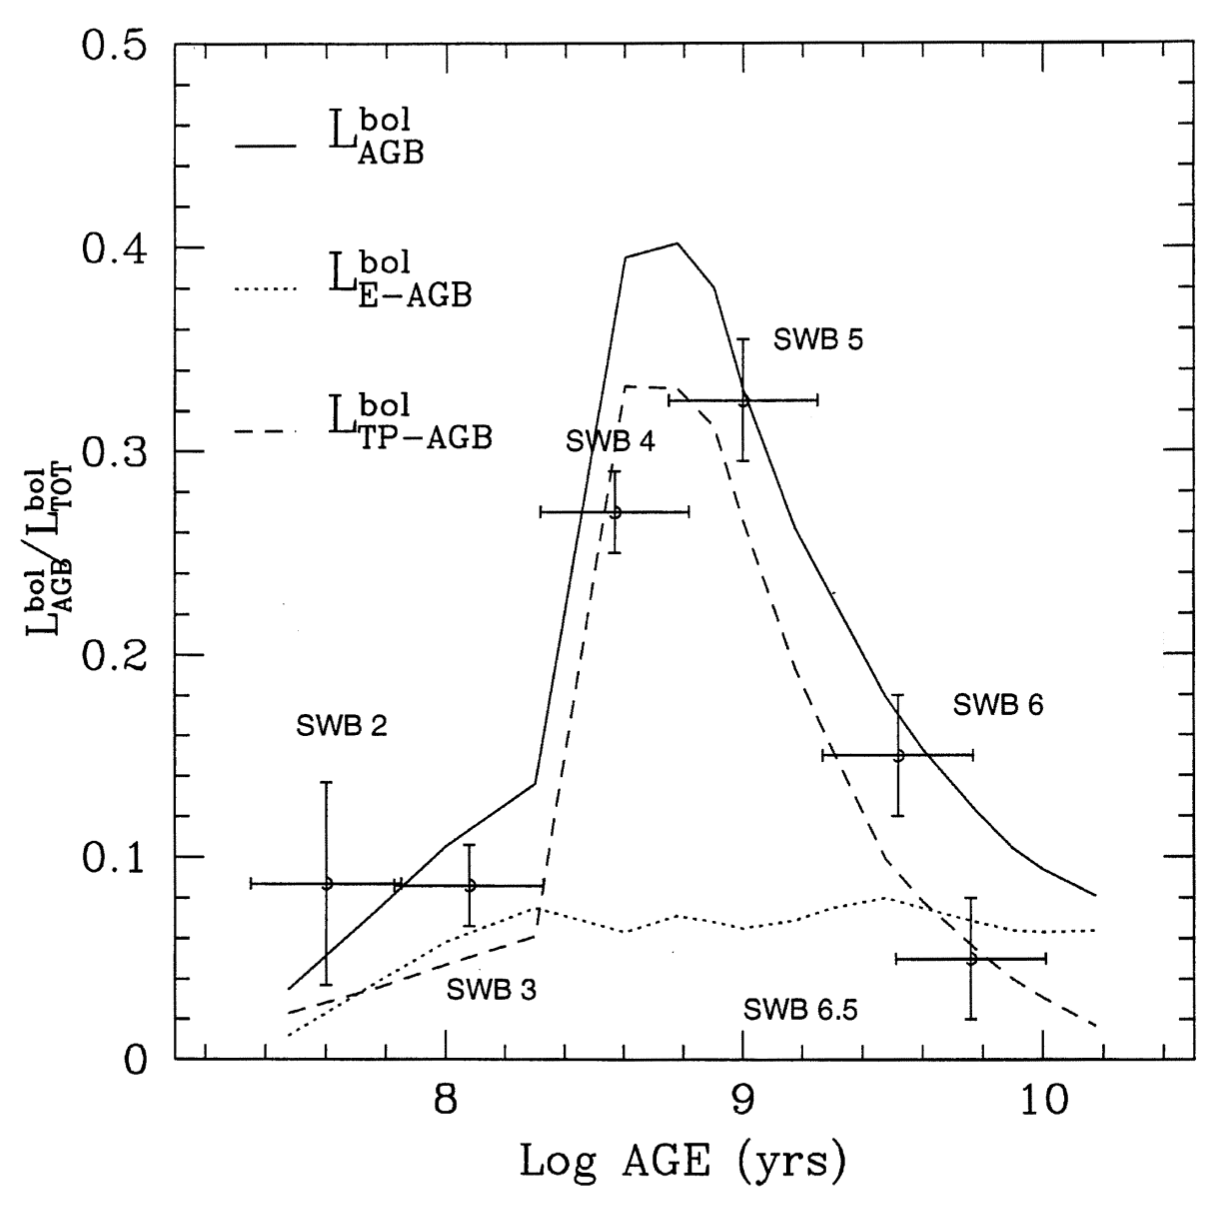 0.5
L^bol_AGB
0.4
L^bol_E-AGB
SWB 5
L^bol_TP-AGB
0.3
SWB 4
L^bol_AGB/L^bol_TOT
0.2
SWB 2
SWB 6
0.1
SWB 3
SWB 6.5
0
8 9 10
Log AGE (yrs)